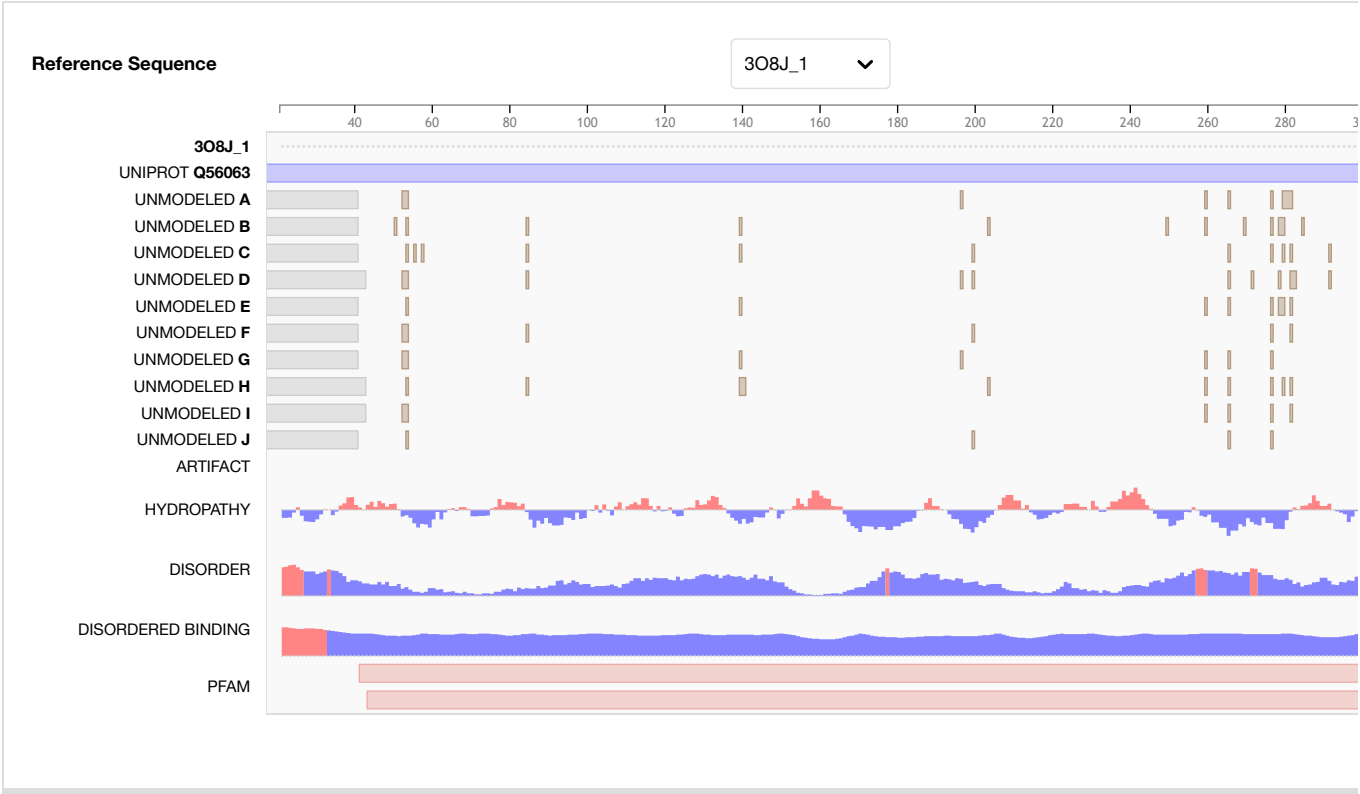 Reference Sequence
3O8J_1
40 60 80 100 120 140 160 180 200 220 240 260 280 3
3O8J_1
UNIPROT Q56063
UNMODELED A
UNMODELED B
UNMODELED C
UNMODELED D
UNMODELED E
UNMODELED F
UNMODELED G
UNMODELED H
UNMODELED I
UNMODELED J
ARTIFACT
HYDROPATHY
DISORDER
DISORDERED BINDING
PFAM